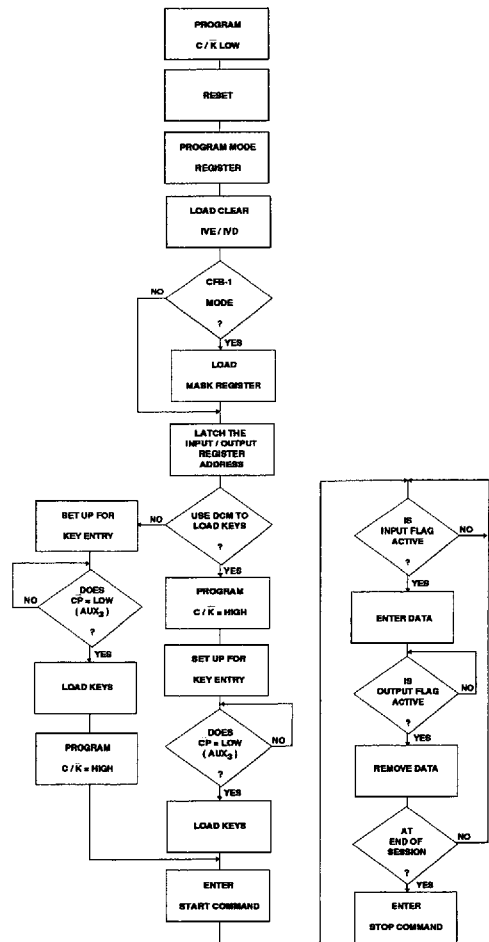 PROGRAM
C / K̅ LOW
RESET
PROGRAM MODE
REGISTER
LOAD CLEAR
IVE / IVD
CFB-1
MODE
?
NO
YES
LOAD
MASK REGISTER
LATCH THE
INPUT / OUTPUT
REGISTER
ADDRESS
USE DCM TO
LOAD KEYS
?
NO
YES
SET UP FOR
KEY ENTRY
DOES
C̅P̅ = LOW
( AUX₃ )
?
NO
YES
LOAD KEYS
PROGRAM
C / K̅ = HIGH
PROGRAM
C / K̅ = HIGH
SET UP FOR
KEY ENTRY
DOES
C̅P̅ = LOW
( AUX₃ )
?
NO
YES
LOAD KEYS
ENTER
START COMMAND
IS
INPUT FLAG
ACTIVE
?
NO
YES
ENTER DATA
IS
OUTPUT FLAG
ACTIVE
?
NO
YES
REMOVE DATA
AT
END OF
SESSION
?
NO
YES
ENTER
STOP COMMAND